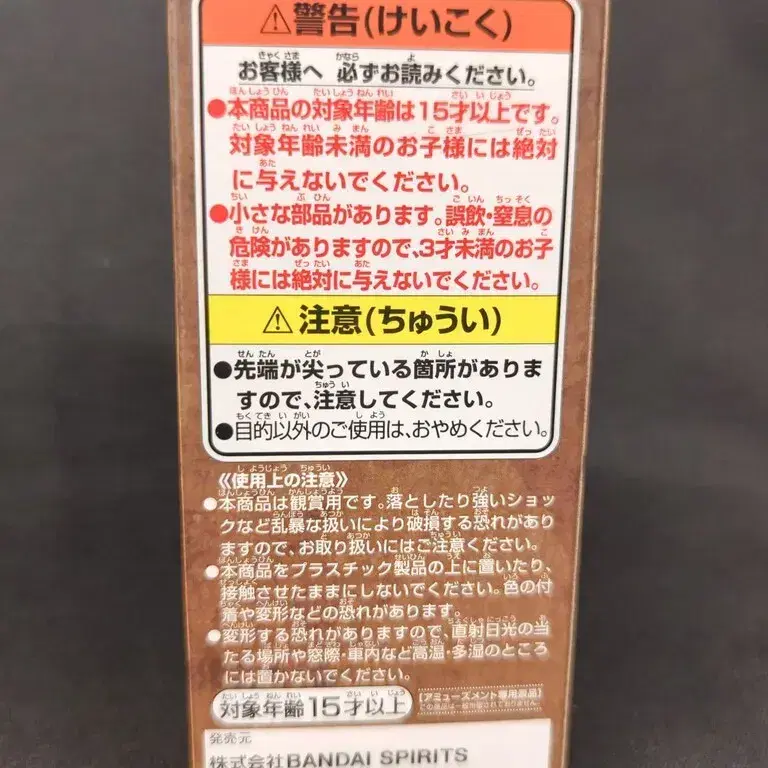 ⚠警告(けいこく)
お客様へ 必ずお読みください。
●本商品の対象年齢は15才以上です。
対象年齢未満のお子様には絶対
に与えないでください。
●小さな部品があります。誤飲・窒息の
危険がありますので、3才未満のお子
様には絶対に与えないでください。
⚠注意(ちゅうい)
●先端が尖っている箇所がありま
すので、注意してください。
●目的以外のご使用は、おやめください。
《使用上の注意》
●本商品は観賞用です。落としたり強いショッ
クなど乱暴な扱いにより破損する恐れがあり
ますので、お取り扱いにはご注意ください。
●本商品をプラスチック製品の上に置いたり、
接触させたままにしないでください。色の付
着や変形などの恐れがあります。
●変形する恐れがありますので、直射日光の当
たる場所や窓際・車内など高温・多湿のところ
には置かないでください。
対象年齢15才以上
【アミューズメント専用景品】
この商品は一般市販されておりません。
発売元
株式会社BANDAI SPIRITS